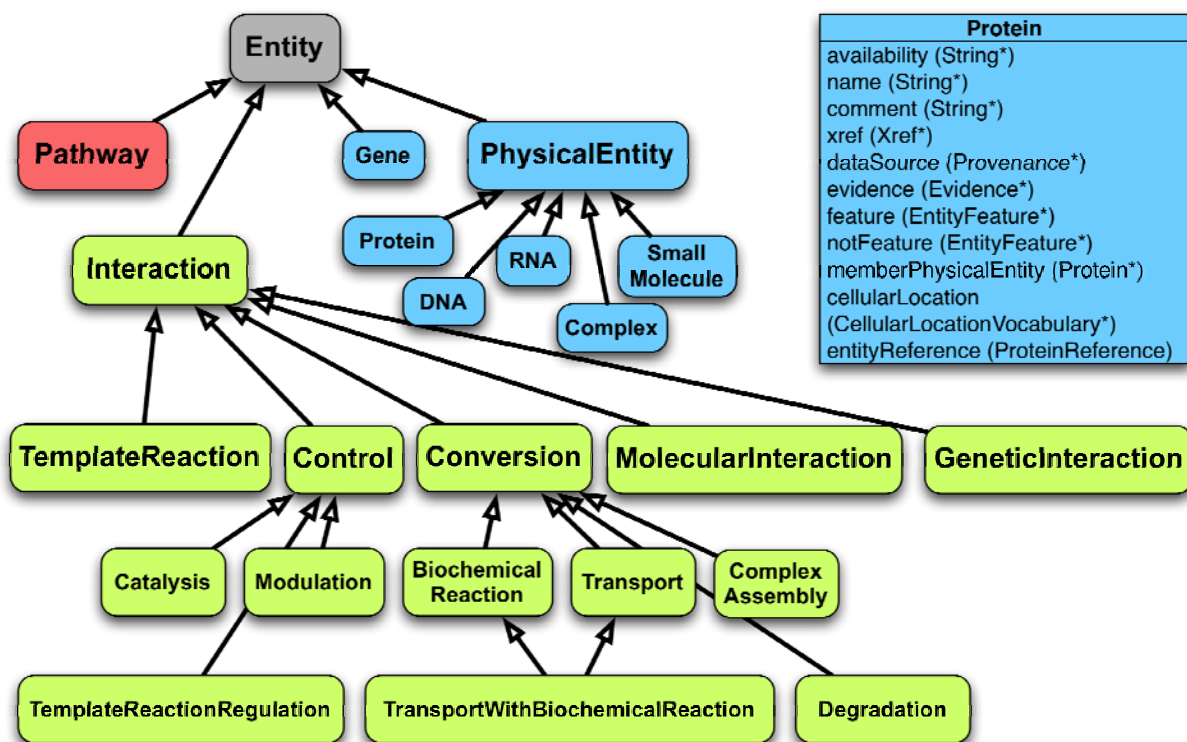 Entity
Protein
availability (String*)
name (String*)
comment (String*)
xref (Xref*)
dataSource (Provenance*)
evidence (Evidence*)
feature (EntityFeature*)
notFeature (EntityFeature*)
memberPhysicalEntity (Protein*)
cellularLocation
(CellularLocationVocabulary*)
entityReference (ProteinReference)
Pathway
Gene
PhysicalEntity
Protein
DNA
RNA
Complex
Small
Molecule
Interaction
TemplateReaction
Control
Conversion
MolecularInteraction
GeneticInteraction
Catalysis
Modulation
Biochemical
Reaction
Transport
Complex
Assembly
TemplateReactionRegulation
TransportWithBiochemicalReaction
Degradation